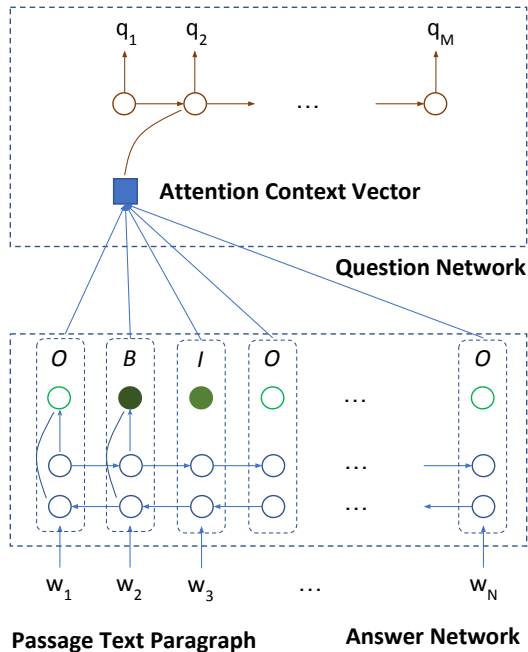 q1 q2 qM
...
Attention Context Vector
Question Network
O B I O O
...
...
w1 w2 w3 ... wN
Passage Text Paragraph Answer Network